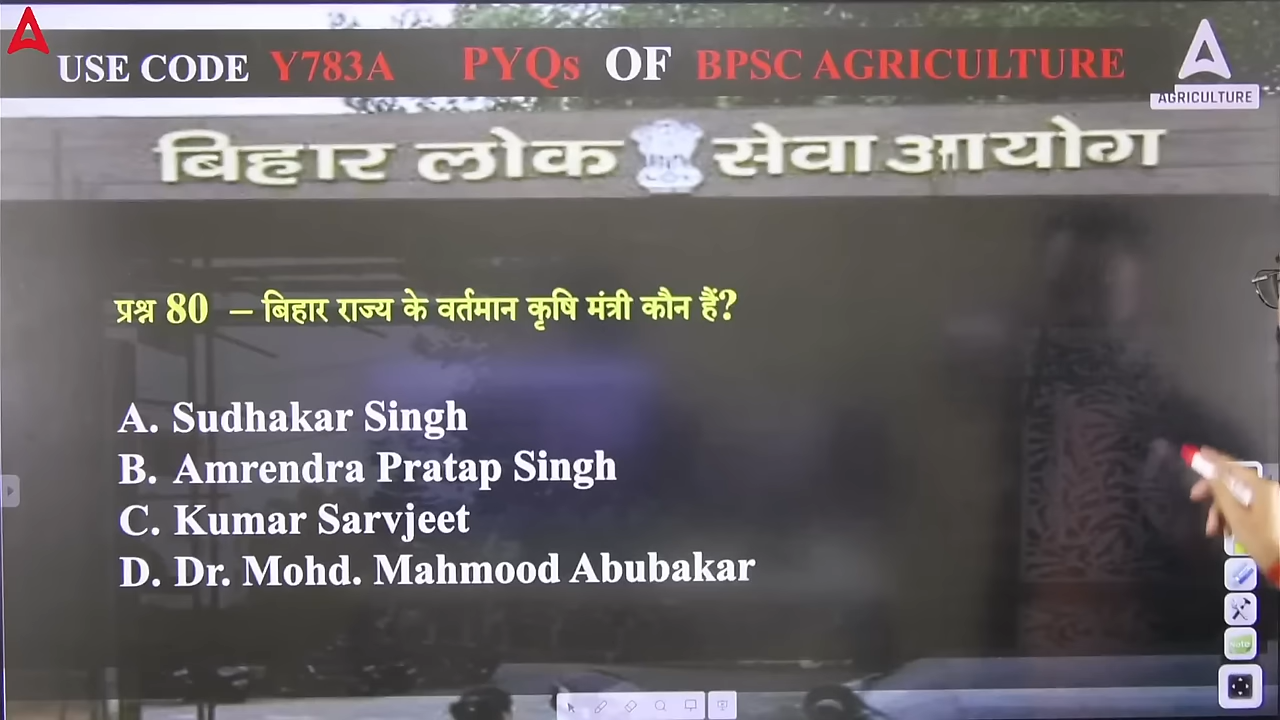 USE CODE Y783A PYQs OF BPSC AGRICULTURE
AGRICULTURE
बिहार लोक सेवा आयोग
प्रश्न 80 – बिहार राज्य के वर्तमान कृषि मंत्री कौन हैं?
A. Sudhakar Singh
B. Amrendra Pratap Singh
C. Kumar Sarvjeet
D. Dr. Mohd. Mahmood Abubakar